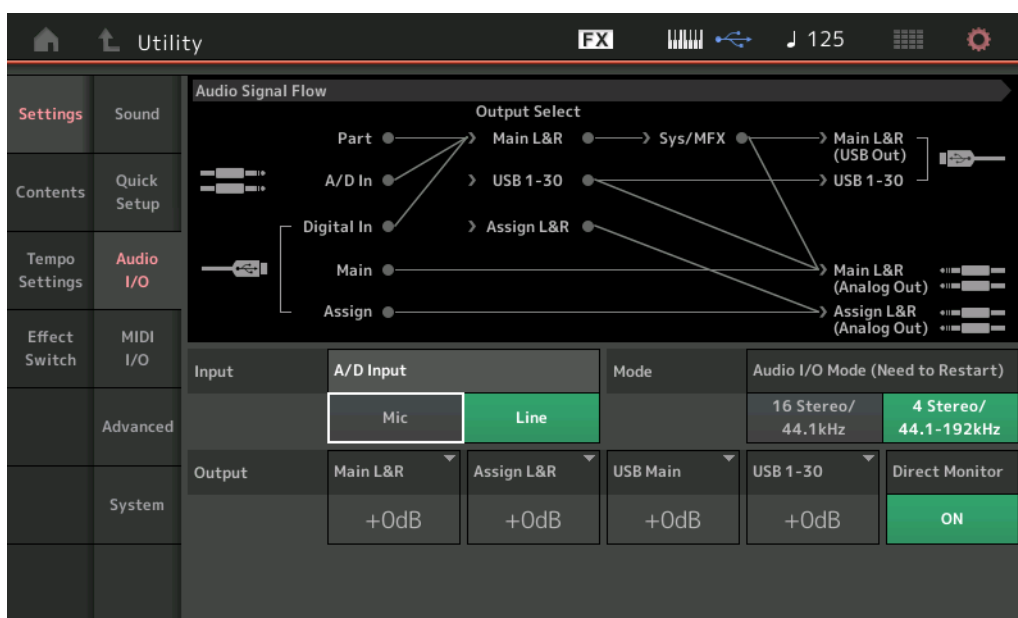 Utility
FX
125
Settings
Contents
Tempo
Settings
Effect
Switch
Sound
Quick
Setup
Audio
I/O
MIDI
I/O
Advanced
System
Audio Signal Flow
Output Select
Part
Main L&R
Sys/MFX
Main L&R
(USB Out)
A/D In
USB 1-30
USB 1-30
Digital In
Assign L&R
Main
Main L&R
(Analog Out)
Assign
Assign L&R
(Analog Out)
Input
A/D Input
Mic
Line
Mode
Audio I/O Mode (Need to Restart)
16 Stereo/
44.1kHz
4 Stereo/
44.1-192kHz
Output
Main L&R
+0dB
Assign L&R
+0dB
USB Main
+0dB
USB 1-30
+0dB
Direct Monitor
ON